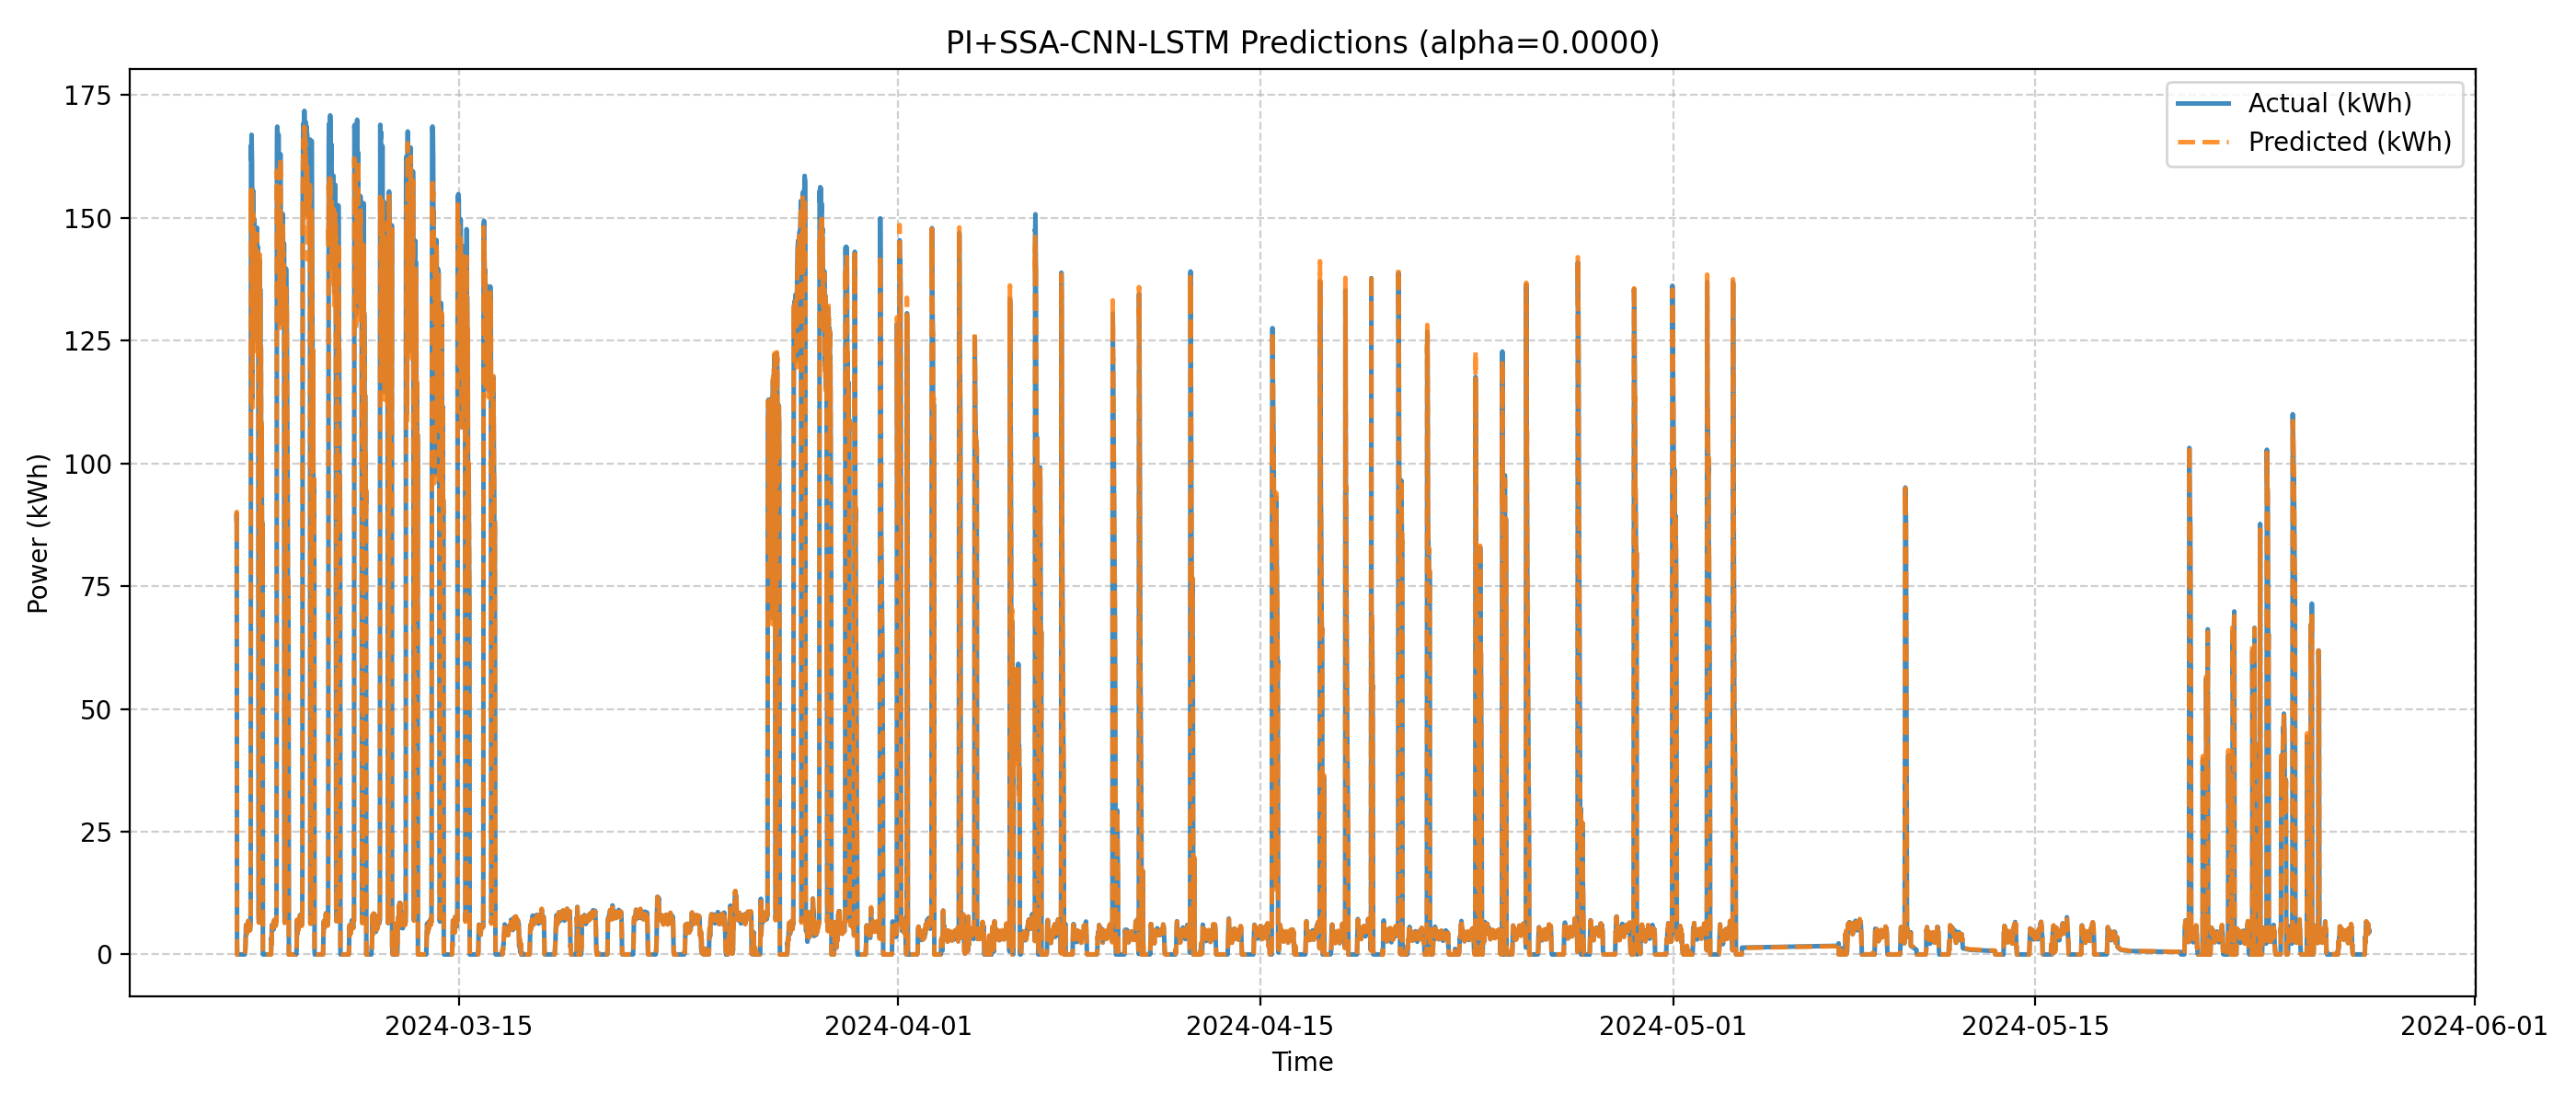 PI+SSA-CNN-LSTM Predictions (alpha=0.0000)
Actual (kWh)
Predicted (kWh)
Power (kWh)
175
150
125
100
75
50
25
0
2024-03-15
2024-04-01
2024-04-15
2024-05-01
2024-05-15
2024-06-01
Time